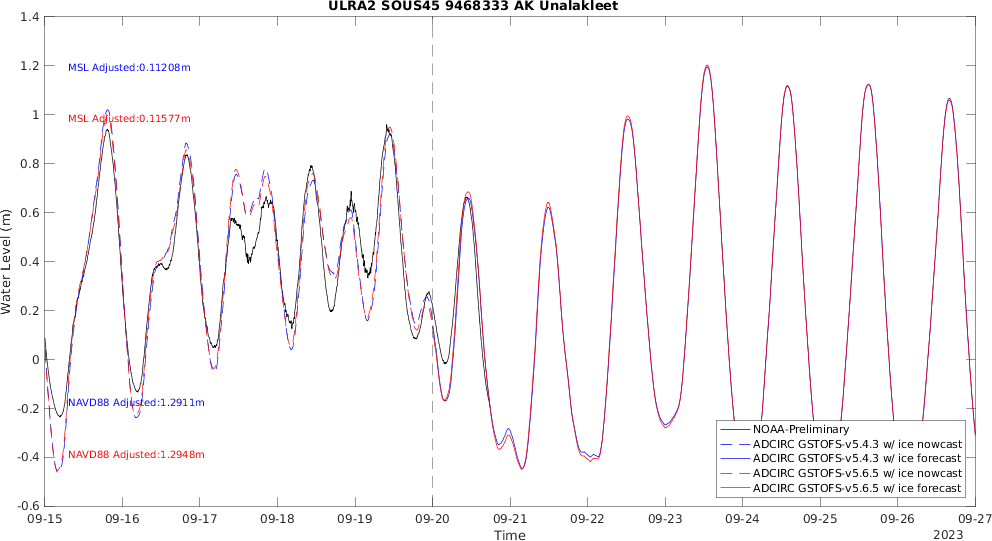 ULRA2 SOUS45 9468333 AK Unalakleet
1.4
1.2
1
0.8
0.6
0.4
0.2
0
-0.2
-0.4
-0.6
Water Level (m)
MSL Adjusted:0.11208m
MSL Adjusted:0.11577m
NAVD88 Adjusted:1.2911m
NAVD88 Adjusted:1.2948m
NOAA-Preliminary
ADCIRC GSTOFS-v5.4.3 w/ ice nowcast
ADCIRC GSTOFS-v5.4.3 w/ ice forecast
ADCIRC GSTOFS-v5.6.5 w/ ice nowcast
ADCIRC GSTOFS-v5.6.5 w/ ice forecast
09-15 09-16 09-17 09-18 09-19 09-20 09-21 09-22 09-23 09-24 09-25 09-26 09-27
Time
2023